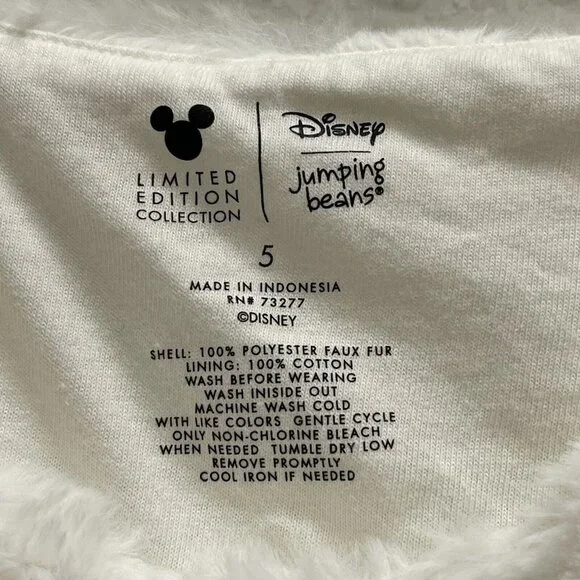 LIMITED
EDITION
COLLECTION
Disney
jumping
beans®
5
MADE IN INDONESIA
RN# 73277
©DISNEY
SHELL: 100% POLYESTER FAUX FUR
LINING: 100% COTTON
WASH BEFORE WEARING
WASH INISIDE OUT
MACHINE WASH COLD
WITH LIKE COLORS GENTLE CYCLE
ONLY NON-CHLORINE BLEACH
WHEN NEEDED TUMBLE DRY LOW
REMOVE PROMPTLY
COOL IRON IF NEEDED